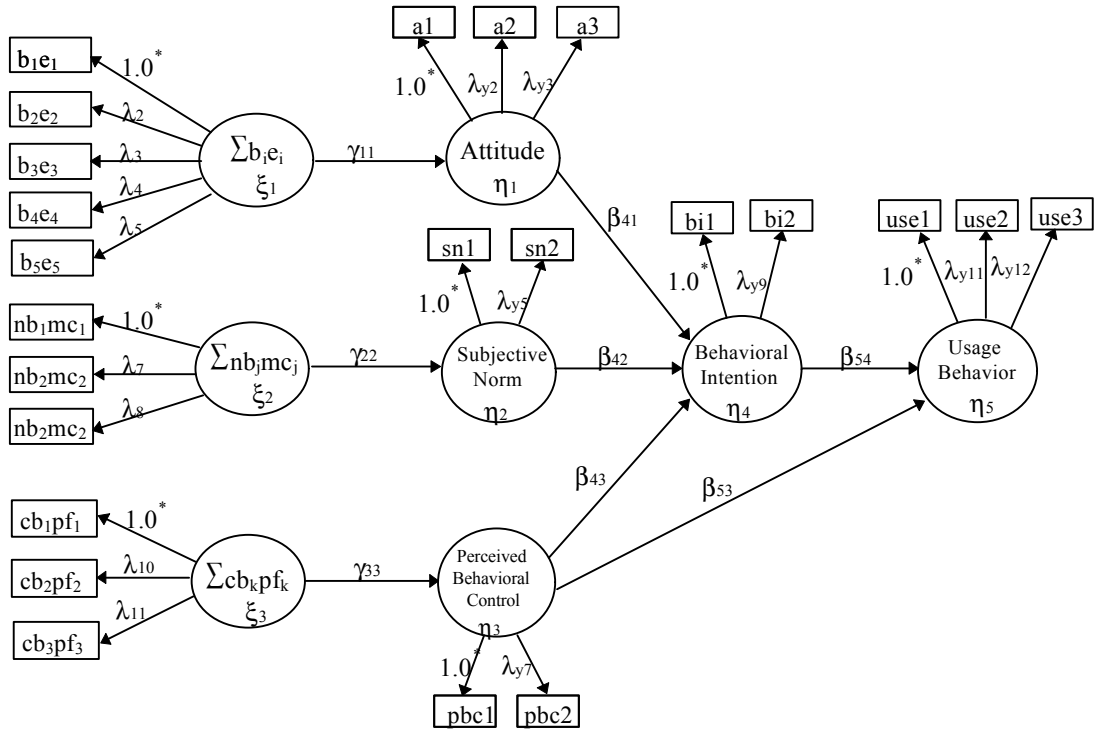 a1 a2 a3
b₁e₁ 1.0* 1.0* λy2 λy3
b₂e₂ λ2
b₃e₃ λ3 ∑bᵢeᵢ γ11 Attitude
b₄e₄ λ4 ξ1 η1
b₅e₅ λ5
β41
bi1 bi2 use1 use2 use3
sn1 sn2
1.0* λy9 1.0* λy11 λy12
nb₁mc₁ 1.0* 1.0* λy5
nb₂mc₂ λ7 ∑nbⱼmcⱼ γ22 Subjective β42 Behavioral β54 Usage
ξ2 Norm Intention Behavior
nb₂mc₂ λ8 η2 η4 η5
β43 β53
cb₁pf₁ 1.0*
cb₂pf₂ λ10 ∑cbₖpfₖ γ33 Perceived
ξ3 Behavioral
cb₃pf₃ λ11 Control
η3
1.0* λy7
pbc1 pbc2